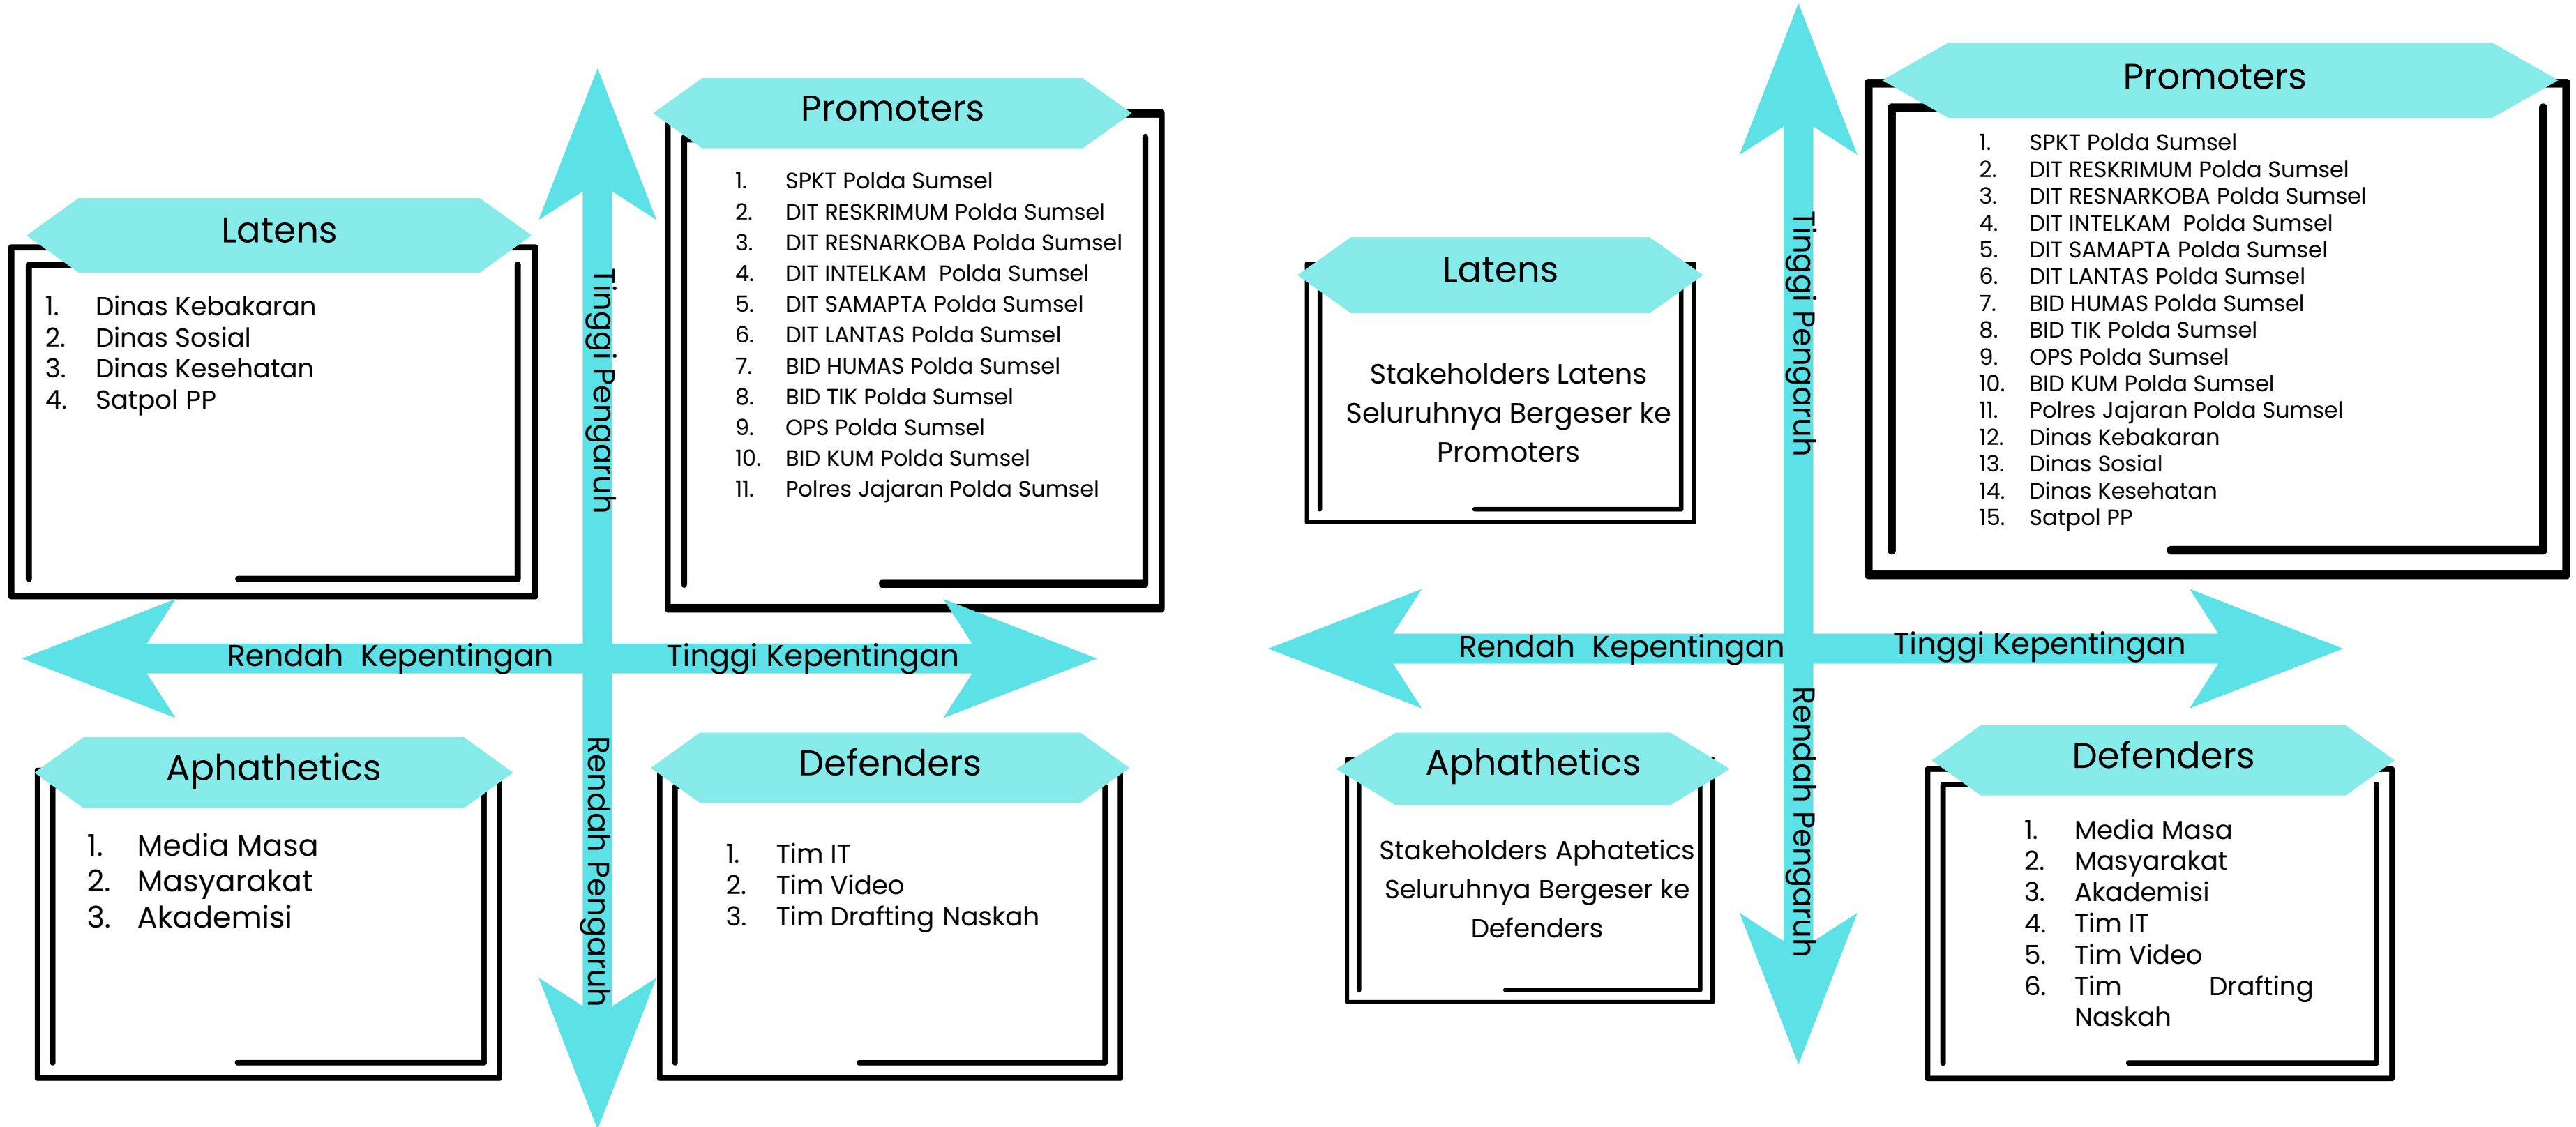 Latens
1. Dinas Kebakaran
2. Dinas Sosial
3. Dinas Kesehatan
4. Satpol PP
Tinggi Pengaruh
Promoters
1. SPKT Polda Sumsel
2. DIT RESKRIMUM Polda Sumsel
3. DIT RESNARKOBA Polda Sumsel
4. DIT INTELKAM Polda Sumsel
5. DIT SAMAPTA Polda Sumsel
6. DIT LANTAS Polda Sumsel
7. BID HUMAS Polda Sumsel
8. BID TIK Polda Sumsel
9. OPS Polda Sumsel
10. BID KUM Polda Sumsel
11. Polres Jajaran Polda Sumsel
Rendah Kepentingan
Tinggi Kepentingan
Aphathetics
1. Media Masa
2. Masyarakat
3. Akademisi
Rendah Pengaruh
Defenders
1. Tim IT
2. Tim Video
3. Tim Drafting Naskah
Latens
Stakeholders Latens
Seluruhnya Bergeser ke
Promoters
Tinggi Pengaruh
Promoters
1. SPKT Polda Sumsel
2. DIT RESKRIMUM Polda Sumsel
3. DIT RESNARKOBA Polda Sumsel
4. DIT INTELKAM Polda Sumsel
5. DIT SAMAPTA Polda Sumsel
6. DIT LANTAS Polda Sumsel
7. BID HUMAS Polda Sumsel
8. BID TIK Polda Sumsel
9. OPS Polda Sumsel
10. BID KUM Polda Sumsel
11. Polres Jajaran Polda Sumsel
12. Dinas Kebakaran
13. Dinas Sosial
14. Dinas Kesehatan
15. Satpol PP
Rendah Kepentingan
Tinggi Kepentingan
Aphathetics
Stakeholders Aphatetics
Seluruhnya Bergeser ke
Defenders
Rendah Pengaruh
Defenders
1. Media Masa
2. Masyarakat
3. Akademisi
4. Tim IT
5. Tim Video
6. Tim Drafting
Naskah